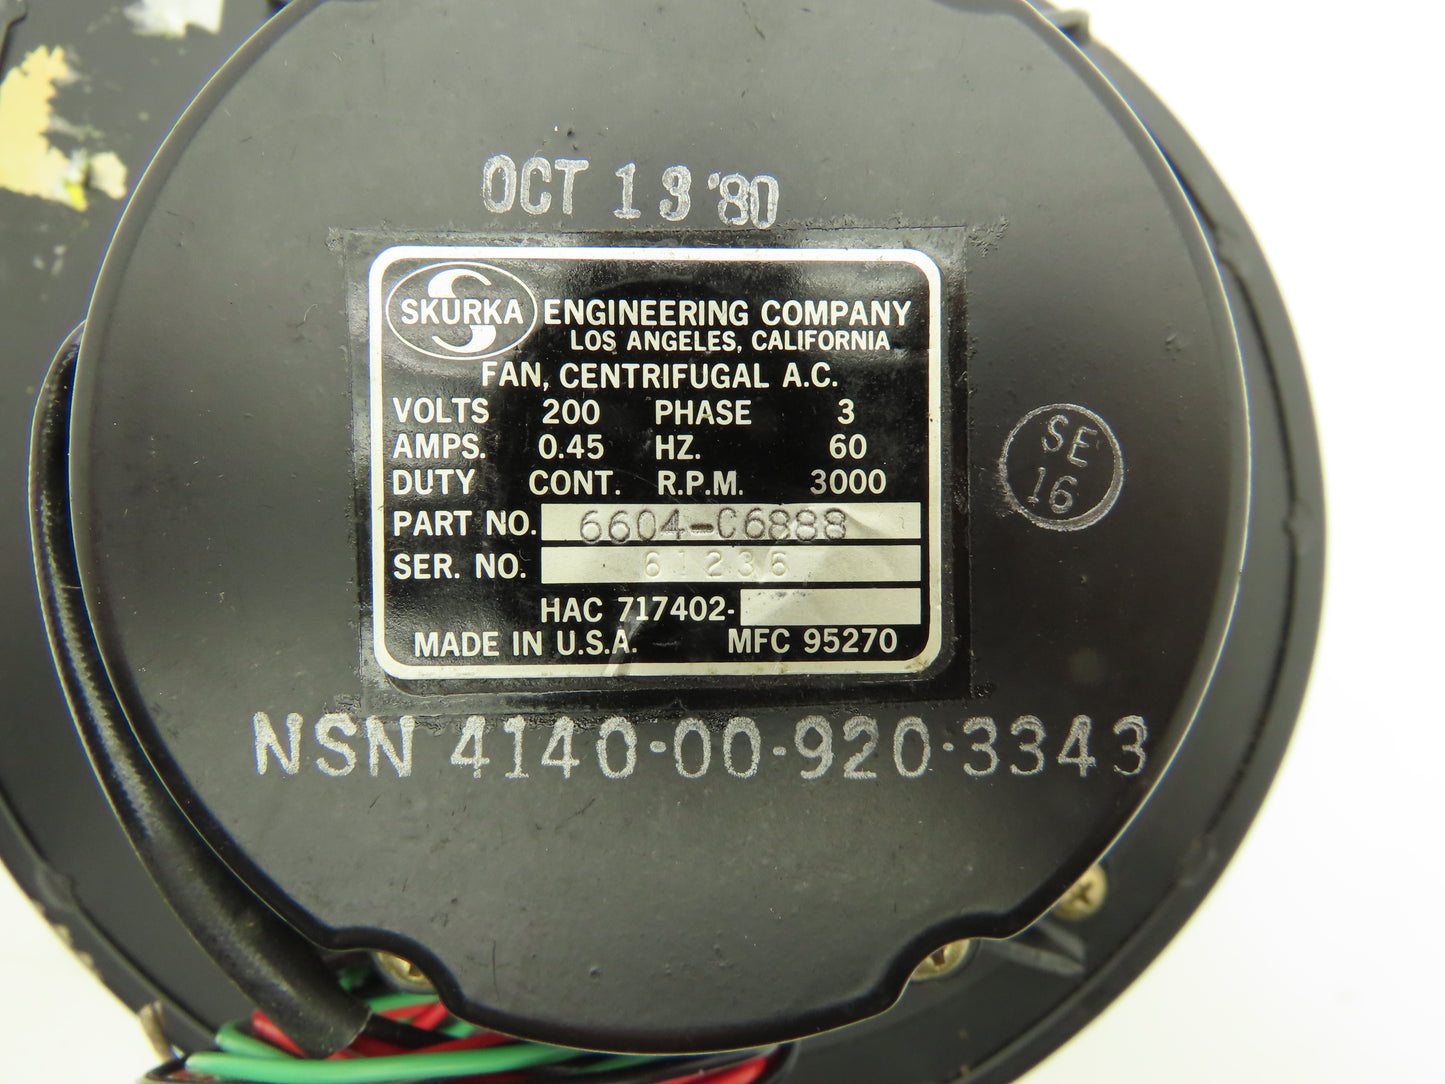 OCT 13 '80
SKURKA ENGINEERING COMPANY
LOS ANGELES, CALIFORNIA
FAN, CENTRIFUGAL A.C.
VOLTS 200 PHASE 3
AMPS. 0.45 HZ. 60
DUTY CONT. R.P.M. 3000
PART NO. 6604-C6888
SER. NO. 61235
HAC 717402-
MADE IN U.S.A. MFC 95270
SE
16
NSN 4140-00-920-3343